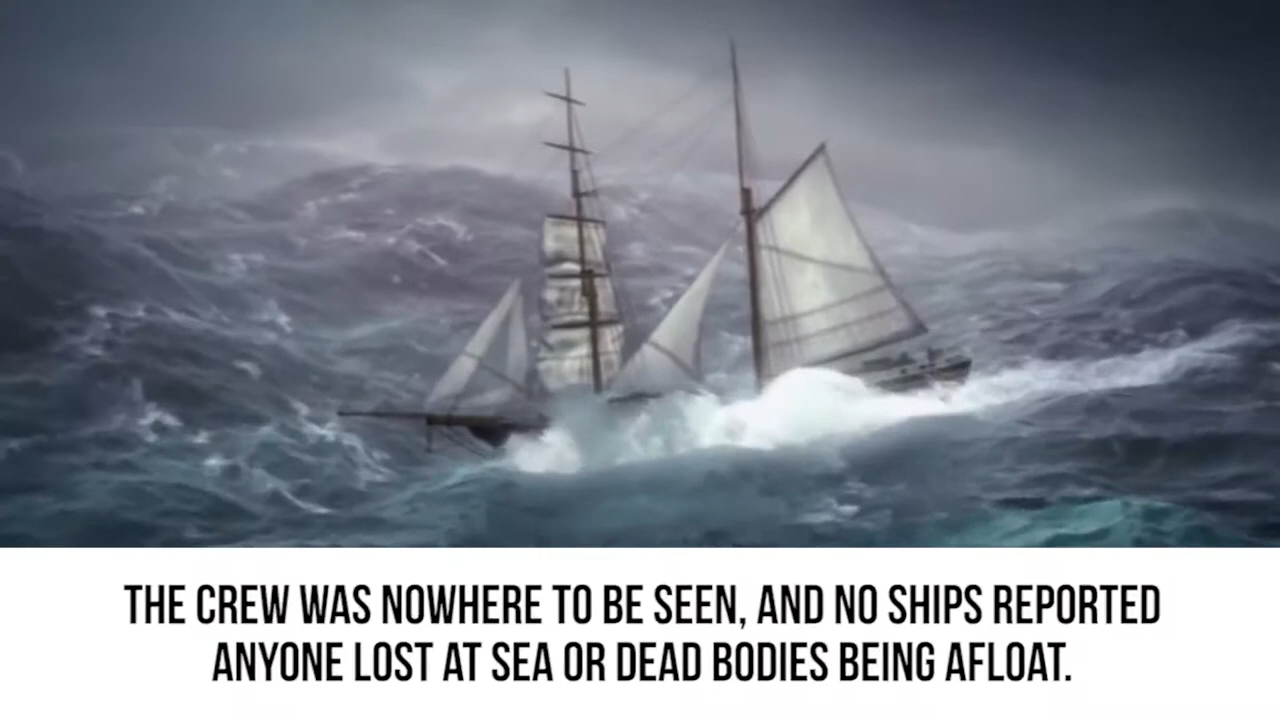 THE CREW WAS NOWHERE TO BE SEEN, AND NO SHIPS REPORTED
ANYONE LOST AT SEA OR DEAD BODIES BEING AFLOAT.